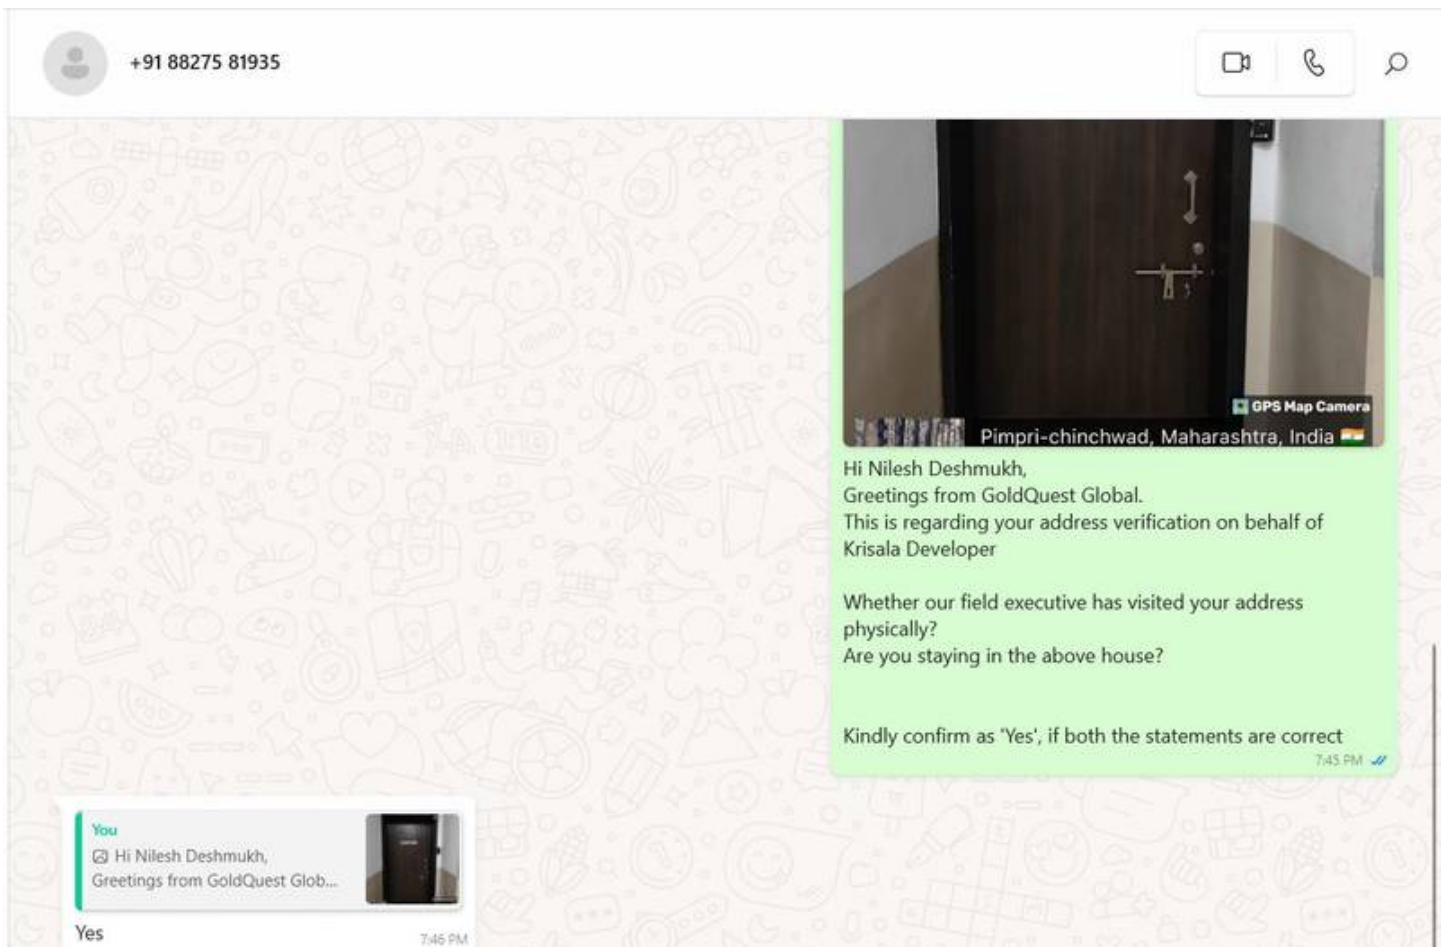 +91 88275 81935
GPS Map Camera
Pimpri-chinchwad, Maharashtra, India
Hi Nilesh Deshmukh,
Greetings from GoldQuest Global.
This is regarding your address verification on behalf of
Krisala Developer
Whether our field executive has visited your address
physically?
Are you staying in the above house?
Kindly confirm as 'Yes', if both the statements are correct
7:45 PM
You
Hi Nilesh Deshmukh,
Greetings from GoldQuest Glob...
Yes
7:46 PM